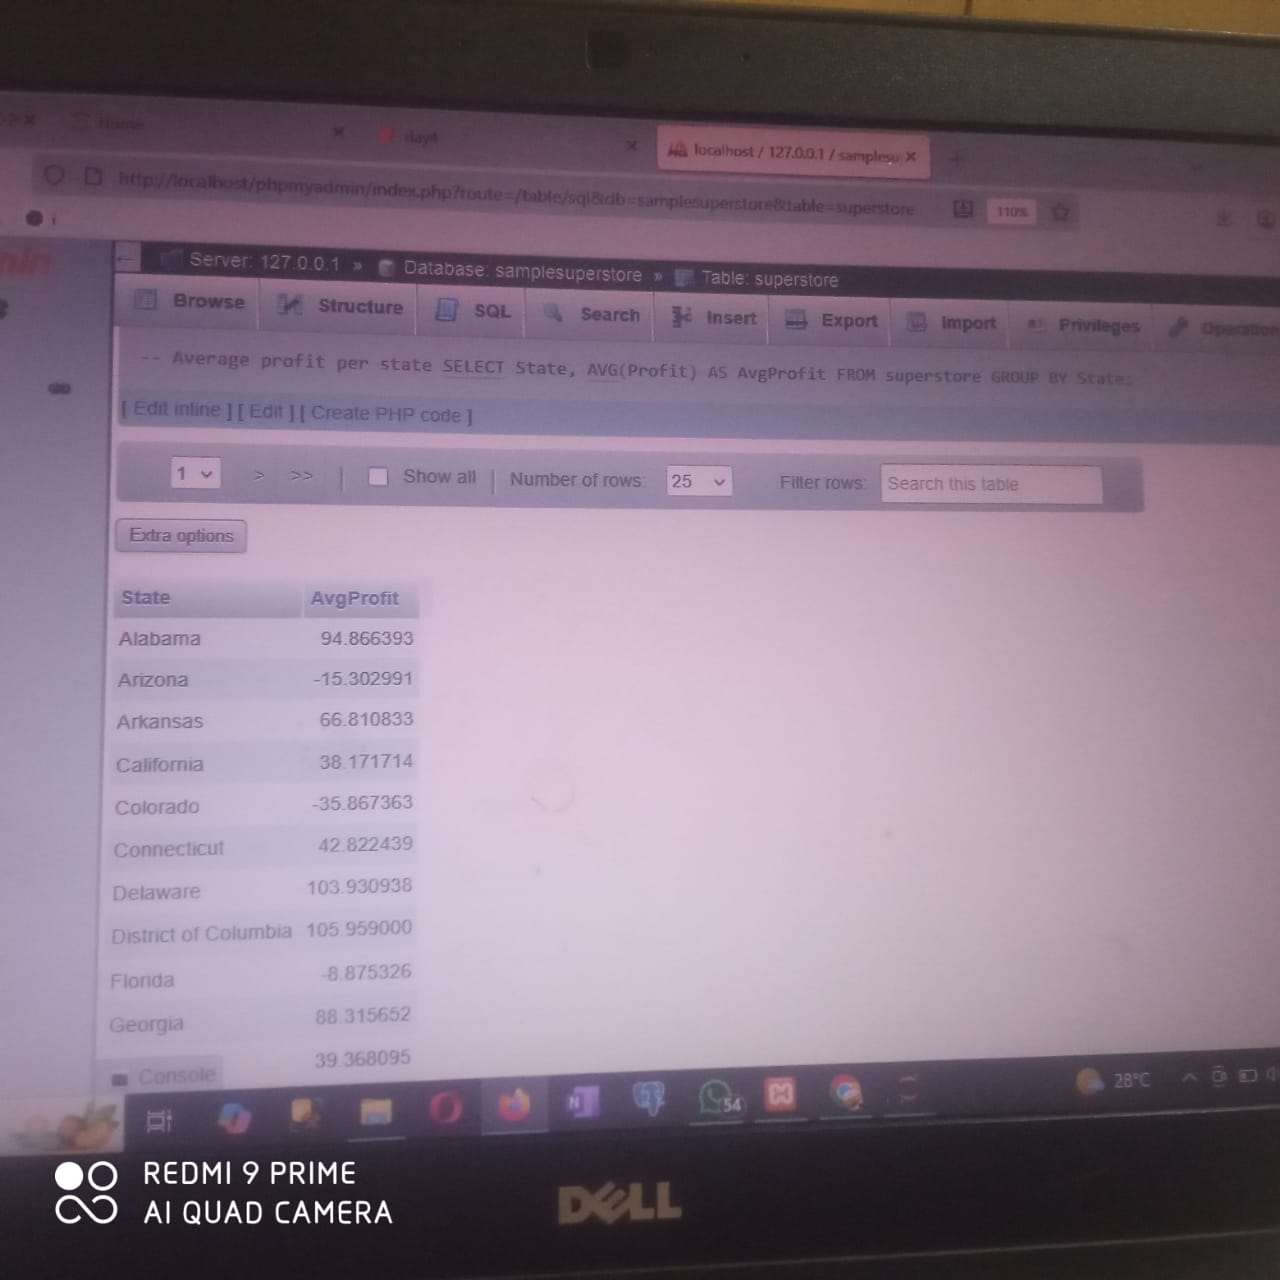 Home
day4
localhost / 127.0.0.1 / samplesu
http://localhost/phpmyadmin/index.php?route=/table/sql&db=samplesuperstore&table=superstore
110%
Server: 127.0.0.1 » Database: samplesuperstore » Table: superstore
Browse Structure SQL Search Insert Export Import Privileges Operation
-- Average profit per state SELECT State, AVG(Profit) AS AvgProfit FROM superstore GROUP BY State;
[ Edit inline ] [ Edit ] [ Create PHP code ]
1 > >> | Show all | Number of rows: 25 Filter rows: Search this table
Extra options
State AvgProfit
Alabama 94.866393
Arizona -15.302991
Arkansas 66.810833
California 38.171714
Colorado -35.867363
Connecticut 42.822439
Delaware 103.930938
District of Columbia 105.959000
Florida -8.875326
Georgia 88.315652
39.368095
Console
54
28°C
REDMI 9 PRIME
AI QUAD CAMERA
DELL